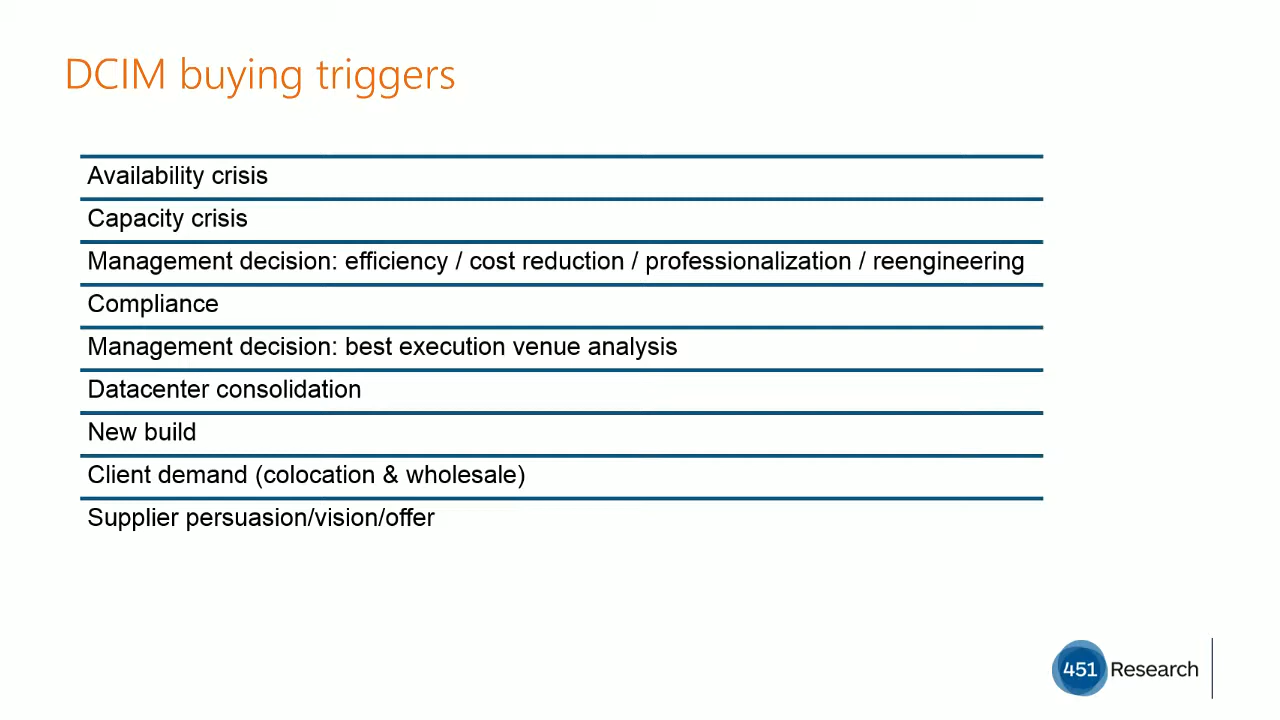 DCIM buying triggers
Availability crisis
Capacity crisis
Management decision: efficiency / cost reduction / professionalization / reengineering
Compliance
Management decision: best execution venue analysis
Datacenter consolidation
New build
Client demand (colocation & wholesale)
Supplier persuasion/vision/offer
451 Research